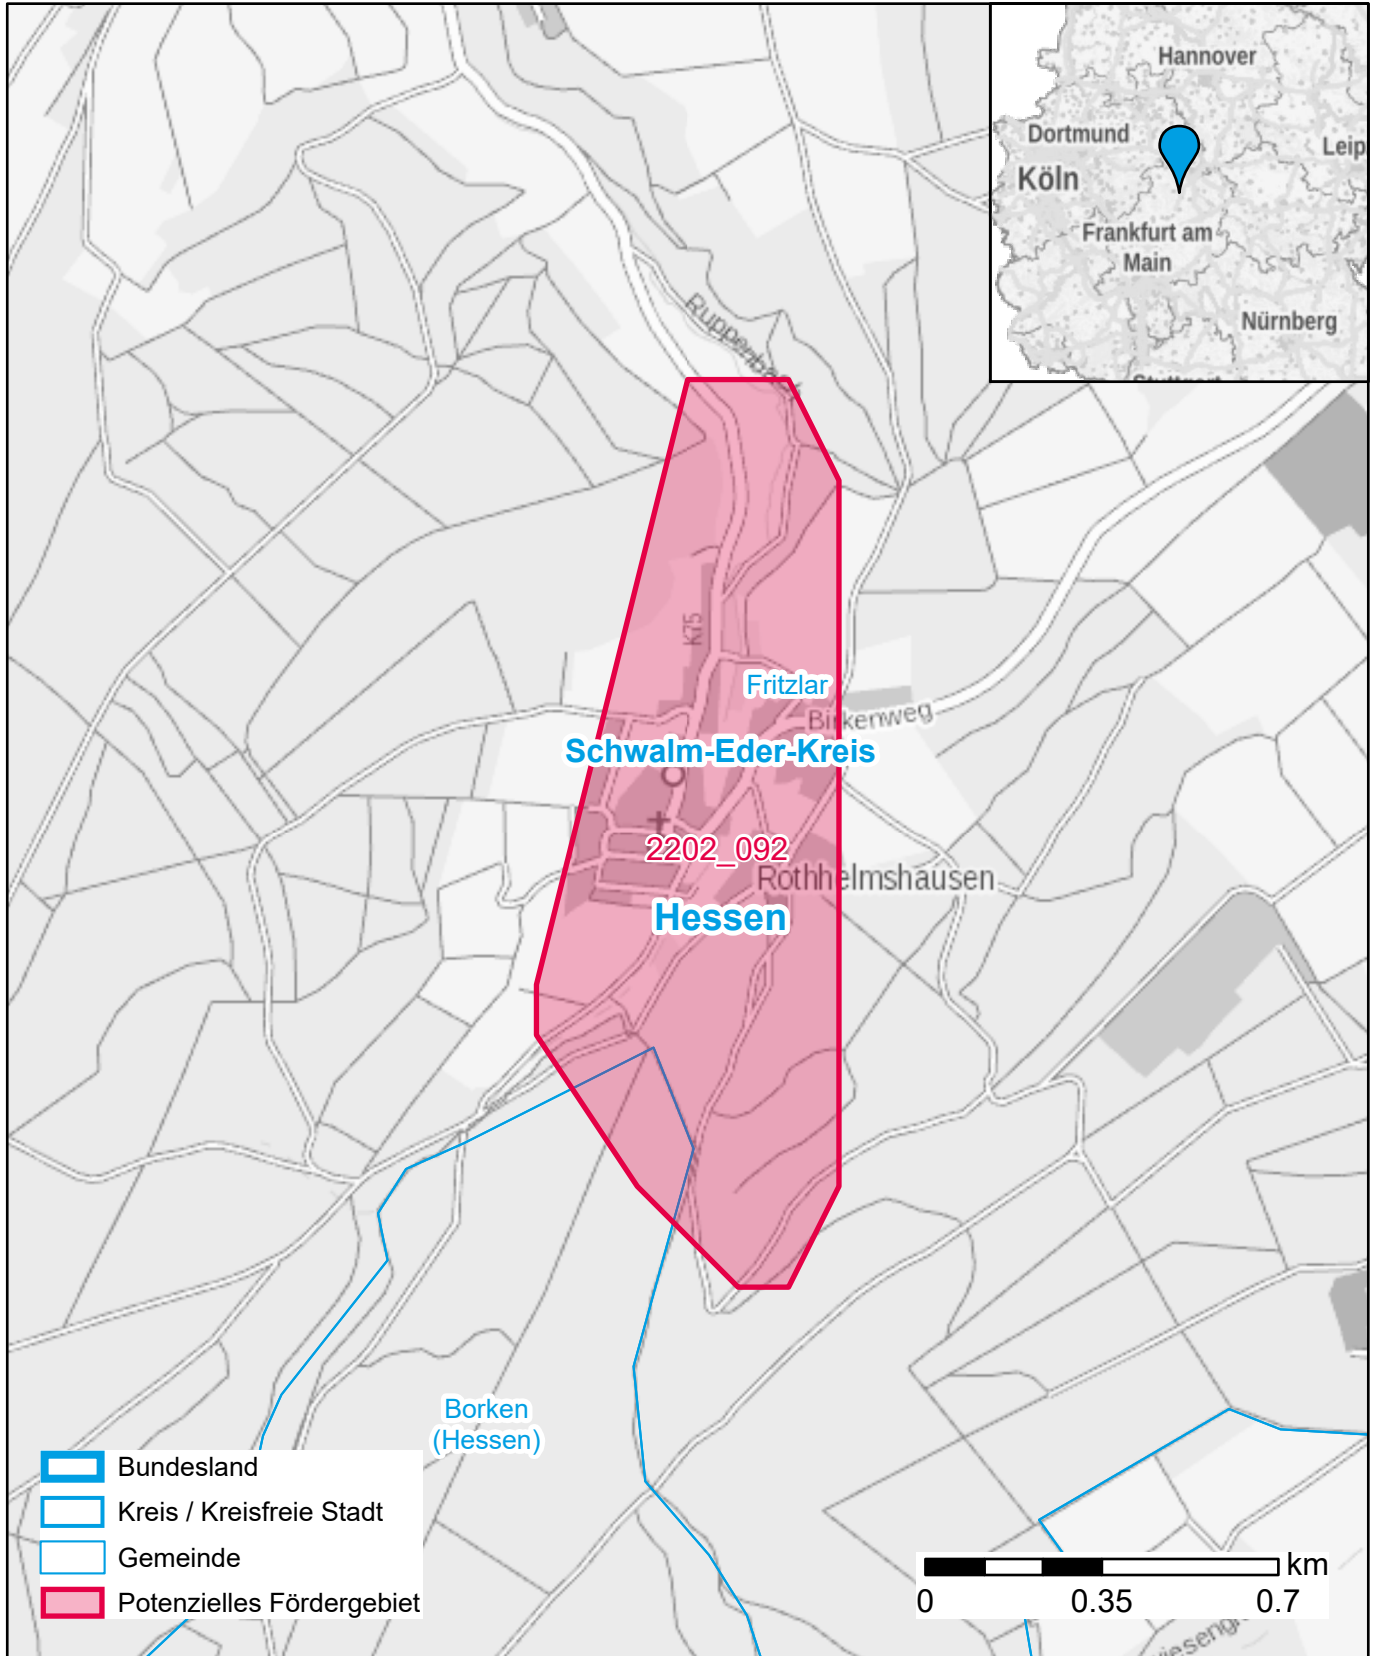 Hannover
Dortmund
Leip
Köln
Frankfurt am
Main
Nürnberg
Stuttgart
Ruppenbach
K75
Fritzlar
Birkenweg
Schwalm-Eder-Kreis
2202_092
Rothhelmshausen
Hessen
Borken
(Hessen)
Bundesland
Kreis / Kreisfreie Stadt
Gemeinde
Potenzielles Fördergebiet
km
0 0.35 0.7